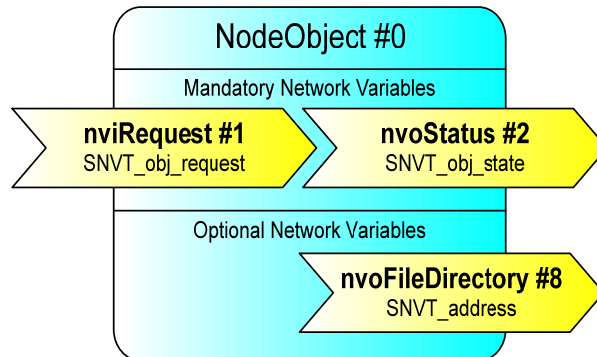 NodeObject #0
Mandatory Network Variables
nviRequest #1
SNVT_obj_request
nvoStatus #2
SNVT_obj_state
Optional Network Variables
nvoFileDirectory #8
SNVT_address